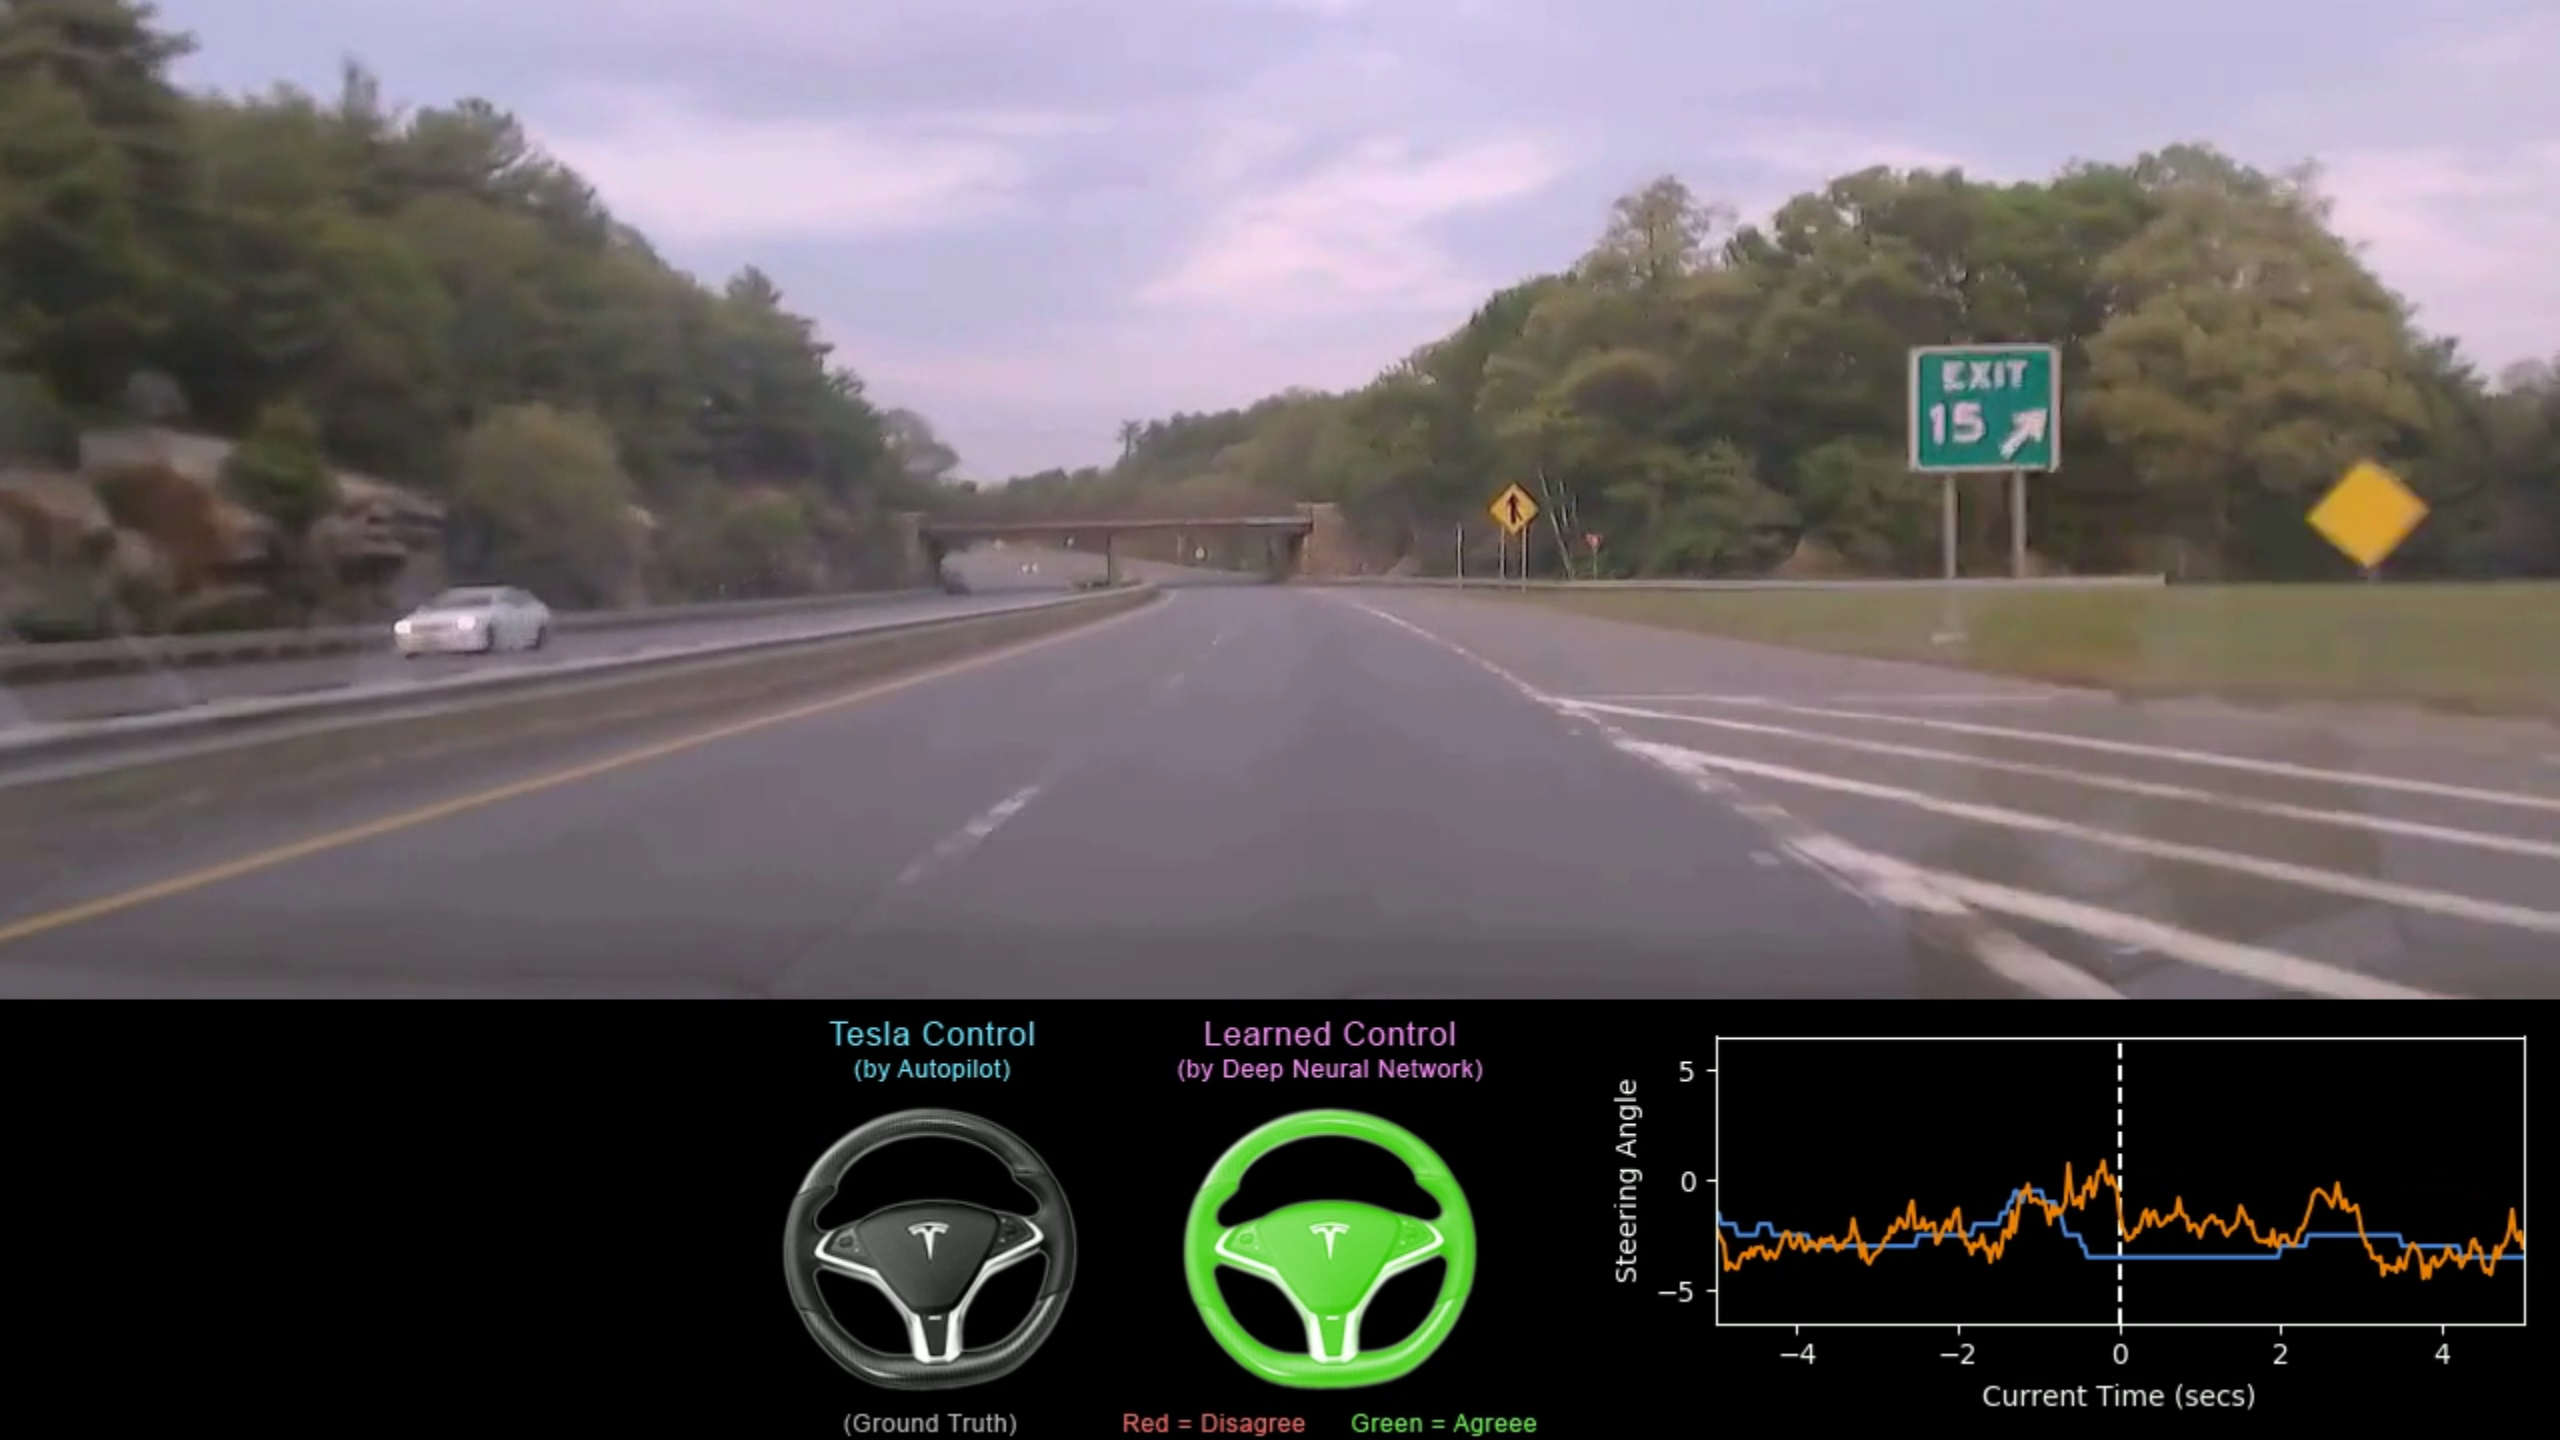 EXIT
15
Tesla Control
(by Autopilot)
(Ground Truth)
Learned Control
(by Deep Neural Network)
Red = Disagree
Green = Agreee
Steering Angle
5
0
−5
−4
−2
0
2
4
Current Time (secs)